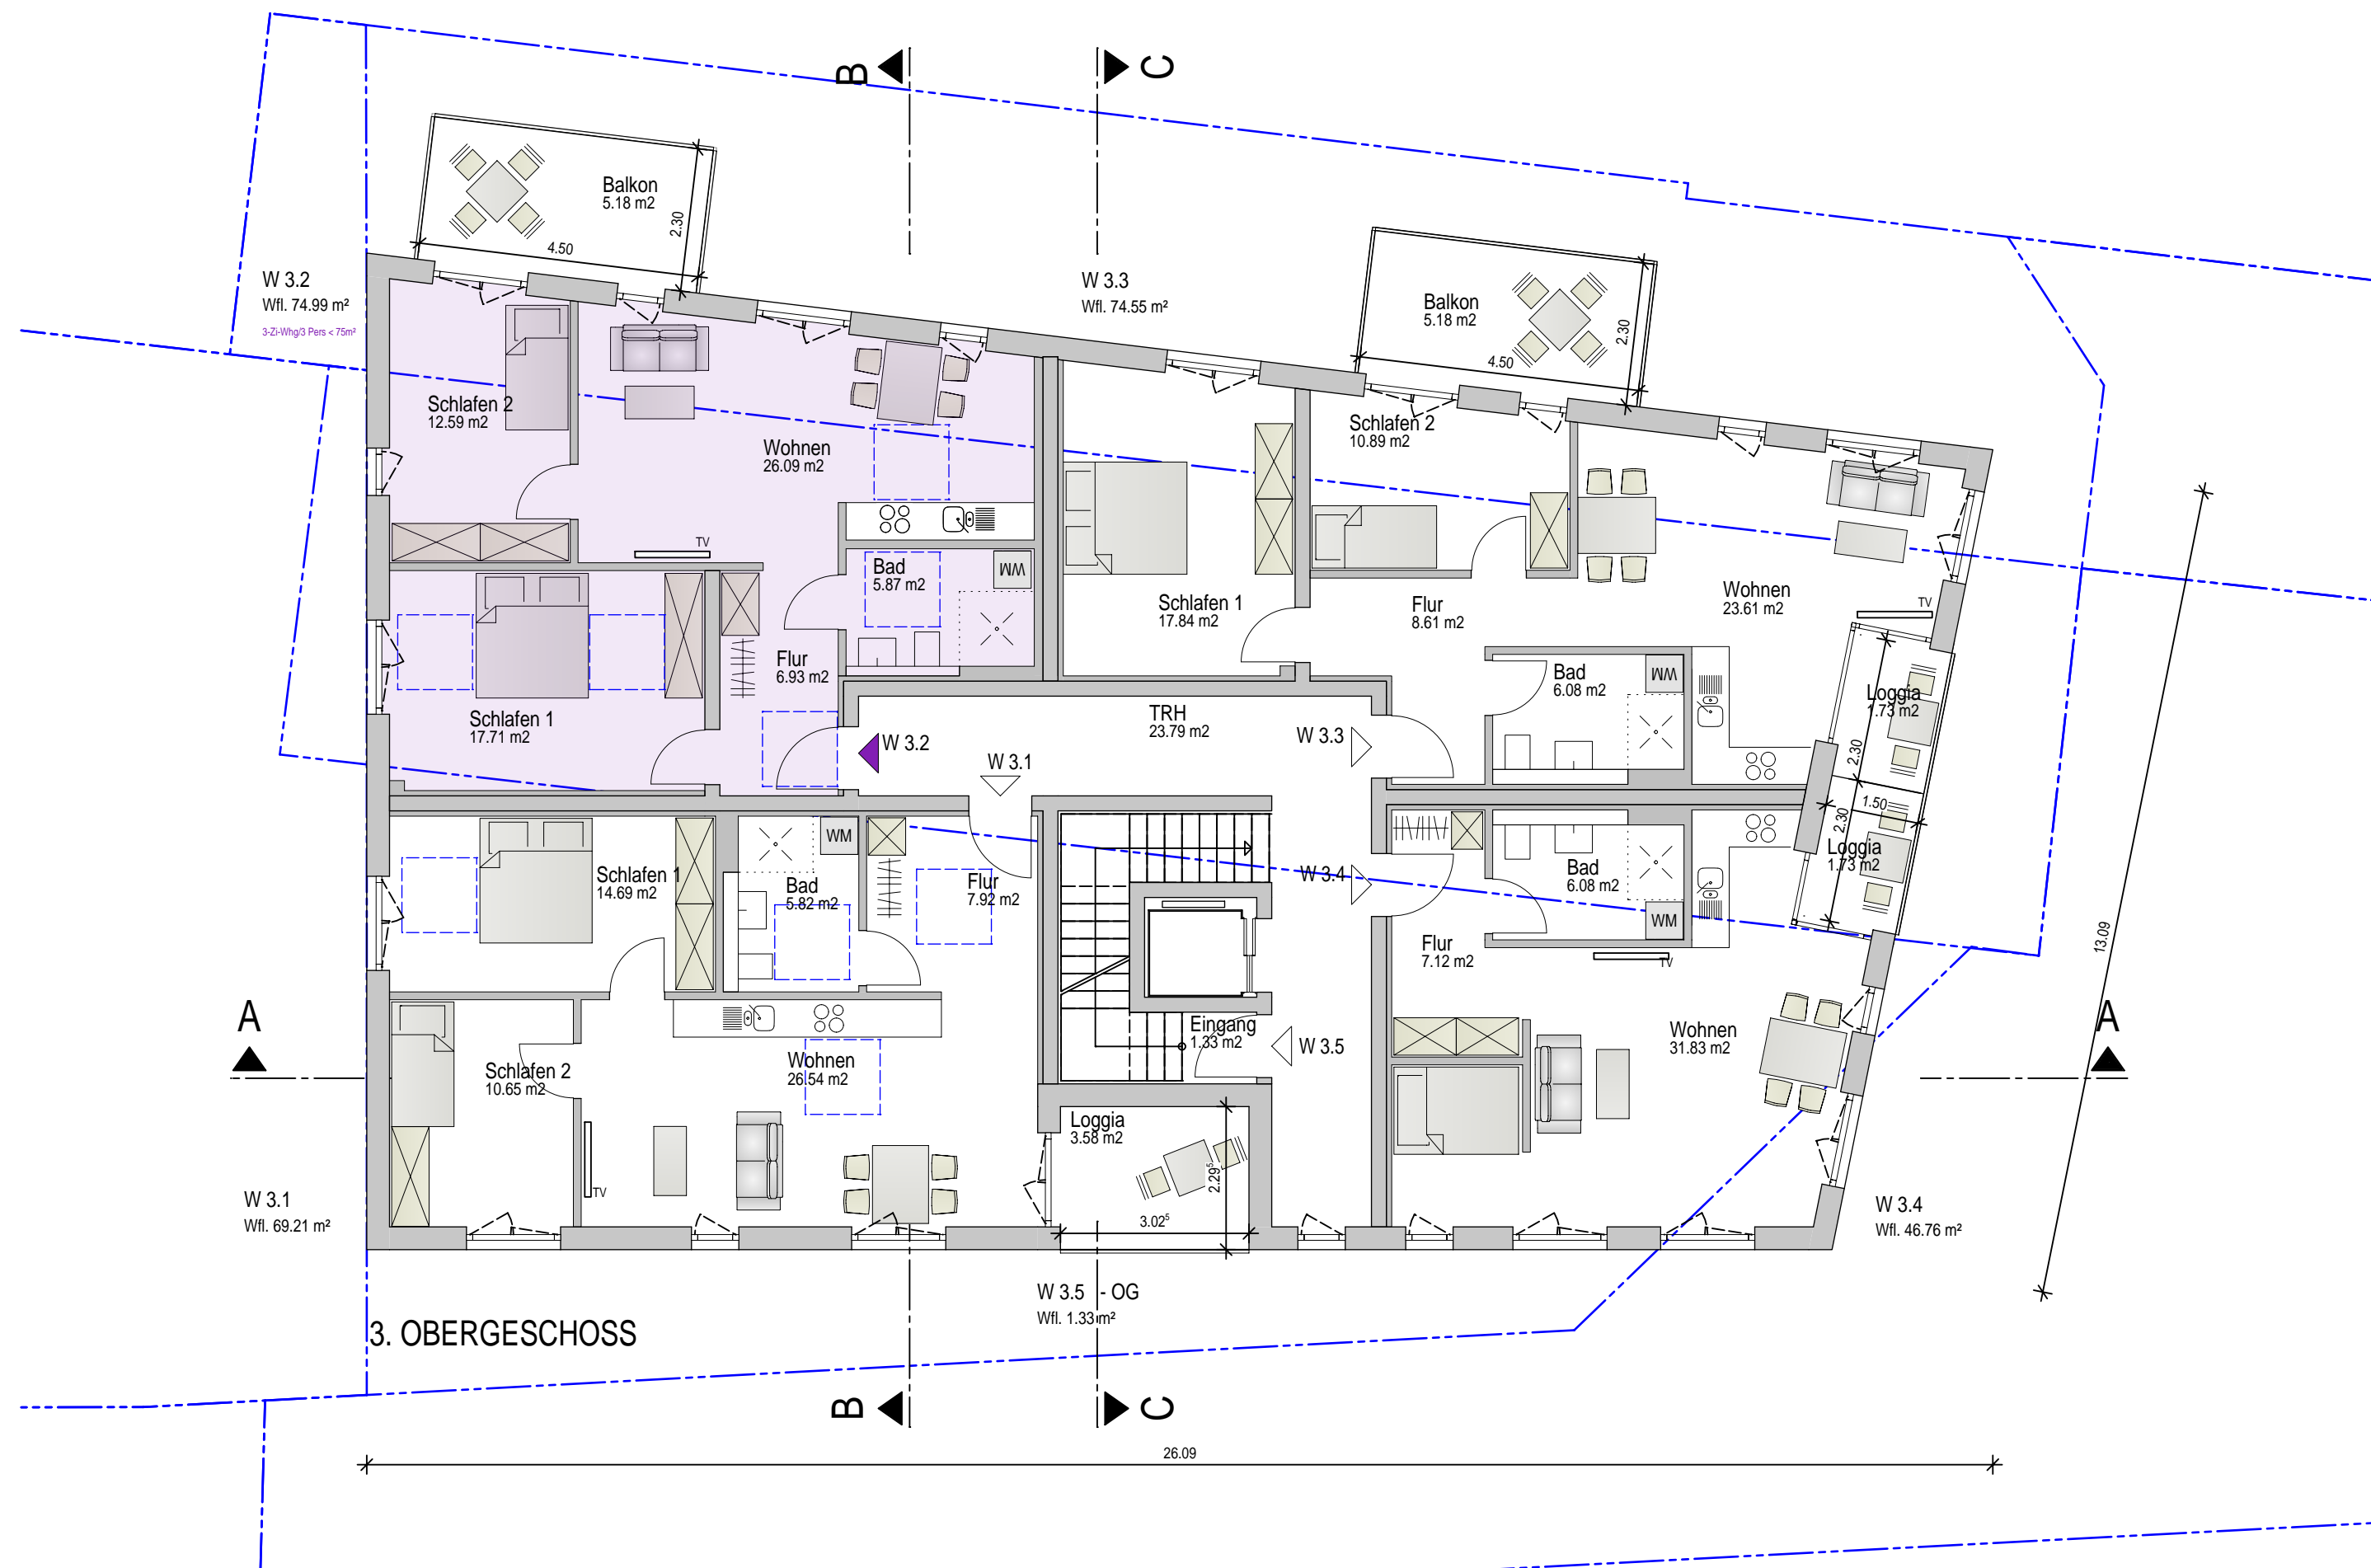 B
C
Balkon
5.18 m2
2.30
4.50
W 3.2
Wfl. 74.99 m²
3-Zi-Whg/3 Pers < 75m²
W 3.3
Wfl. 74.55 m²
Balkon
5.18 m2
2.30
4.50
Schlafen 2
12.59 m2
Wohnen
26.09 m2
Schlafen 2
10.89 m2
TV
Bad
5.87 m2
WM
Schlafen 1
17.84 m2
Flur
8.61 m2
Wohnen
23.61 m2
TV
Flur
6.93 m2
Bad
6.08 m2
WM
Loggia
1.73 m2
Schlafen 1
17.71 m2
TRH
23.79 m2
W 3.2
W 3.1
W 3.3
2.30
1.50
2.30
Loggia
1.73 m2
WM
Schlafen 1
14.69 m2
Bad
5.82 m2
Flur
7.92 m2
W 3.4
Bad
6.08 m2
WM
Flur
7.12 m2
TV
13.09
A
A
Eingang
1.33 m2
W 3.5
Wohnen
31.83 m2
Schlafen 2
10.65 m2
Wohnen
26.54 m2
Loggia
3.58 m2
2.29⁵
3.02⁵
TV
W 3.1
Wfl. 69.21 m²
W 3.4
Wfl. 46.76 m²
W 3.5 - OG
Wfl. 1.33 m²
3. OBERGESCHOSS
B
C
26.09